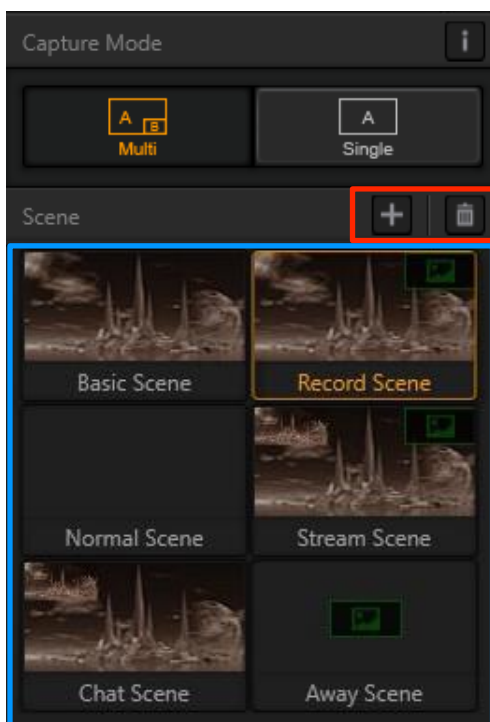 Capture Mode
i
A B A
Multi Single
Scene
Basic Scene Record Scene
Normal Scene Stream Scene
Chat Scene Away Scene